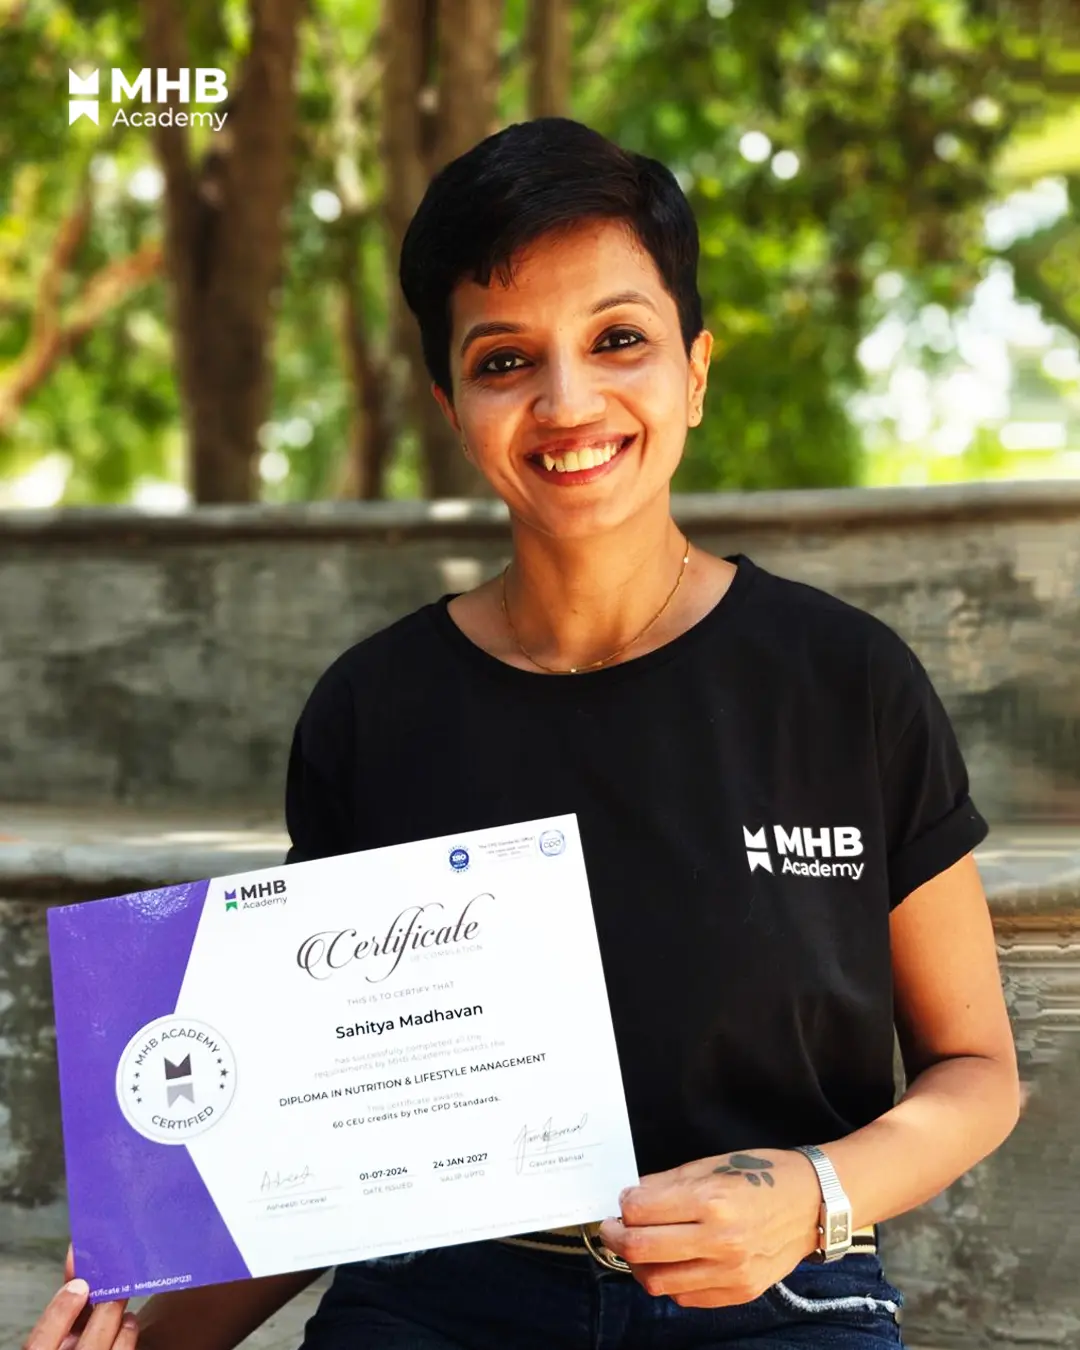 MHB
Academy
MHB
Academy
MHB
Academy
ISO
cpd
Certificate
OF COMPLETION
THIS IS TO CERTIFY THAT
Sahitya Madhavan
has successfully completed all the
requirements by MHB Academy towards the
DIPLOMA IN NUTRITION & LIFESTYLE MANAGEMENT
This certificate awards
60 CEU credits by the CPD Standards.
MHB ACADEMY
CERTIFIED
01-07-2024
DATE ISSUED
24 JAN 2027
VALID UPTO
Gaurav Bansal
rtificate id: MHBACADIP1231